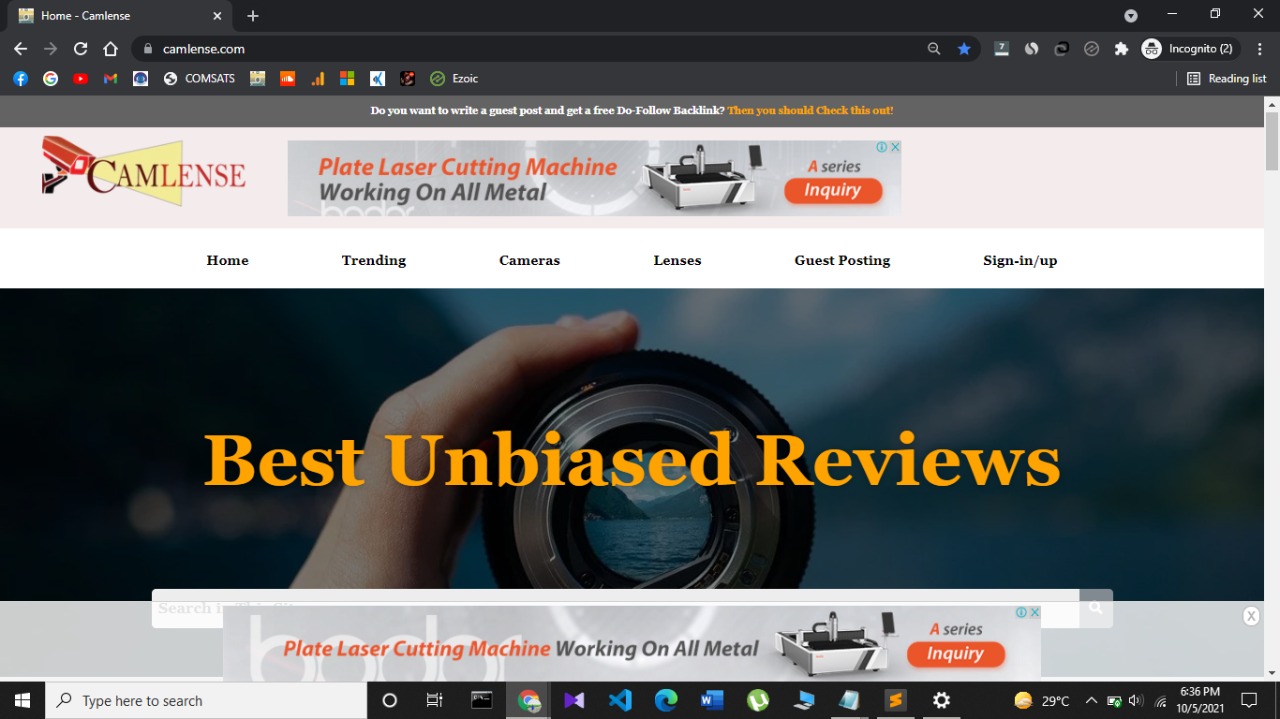 Home - Camlense
camlense.com
Incognito (2)
COMSATS
Ezoic
Reading list
Do you want to write a guest post and get a free Do-Follow Backlink? Then you should Check this out!
CAMLENSE
Plate Laser Cutting Machine
Working On All Metal
A series
Inquiry
Home
Trending
Cameras
Lenses
Guest Posting
Sign-in/up
Best Unbiased Reviews
Search in This Site
Plate Laser Cutting Machine Working On All Metal
A series
Inquiry
Type here to search
29°C
6:36 PM
10/5/2021